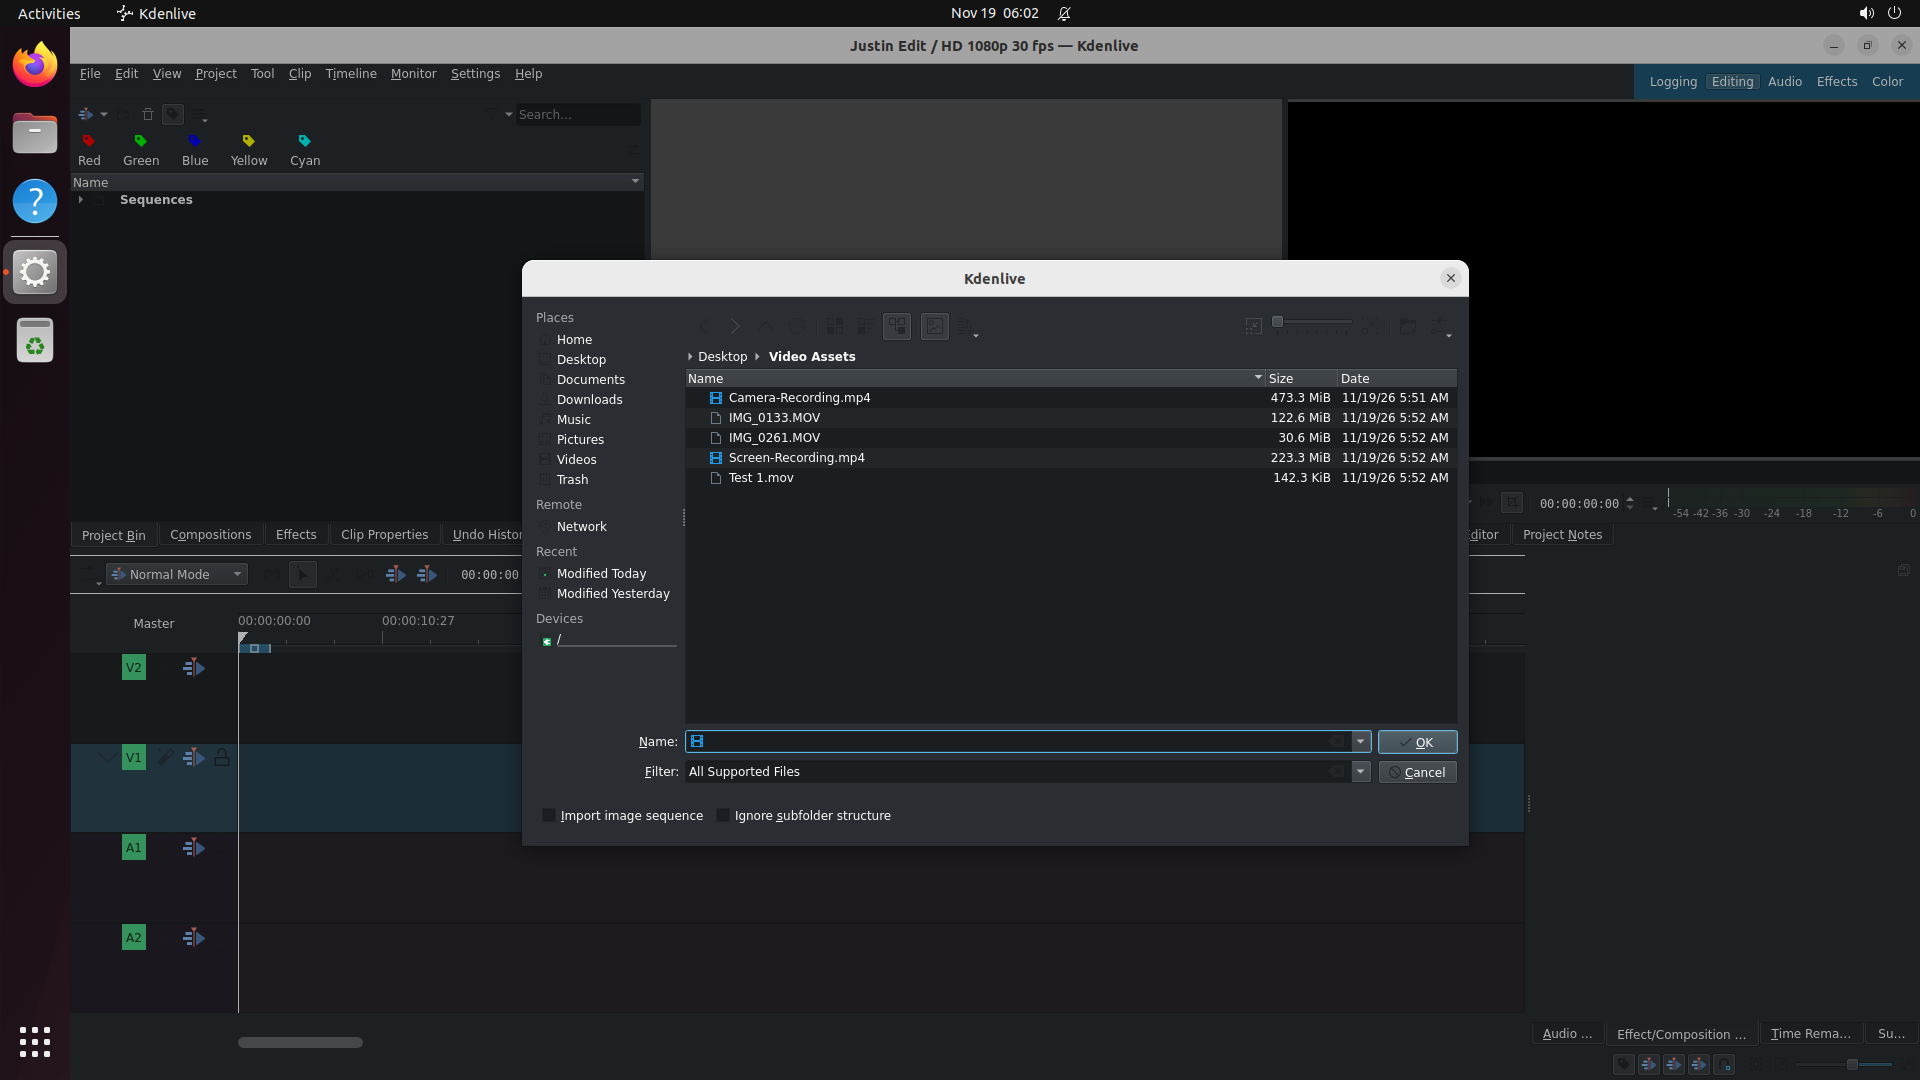 Activities
Kdenlive
Nov 19 06:02
Justin Edit / HD 1080p 30 fps — Kdenlive
File Edit View Project Tool Clip Timeline Monitor Settings Help
Logging Editing Audio Effects Color
Search...
Red Green Blue Yellow Cyan
Name
Sequences
Kdenlive
Places
Home
Desktop
Documents
Downloads
Music
Pictures
Videos
Trash
Remote
Network
Recent
Modified Today
Modified Yesterday
Devices
/
Desktop Video Assets
Name Size Date
Camera-Recording.mp4 473.3 MiB 11/19/26 5:51 AM
IMG_0133.MOV 122.6 MiB 11/19/26 5:52 AM
IMG_0261.MOV 30.6 MiB 11/19/26 5:52 AM
Screen-Recording.mp4 223.3 MiB 11/19/26 5:52 AM
Test 1.mov 142.3 KiB 11/19/26 5:52 AM
Name:
OK
Filter: All Supported Files
Cancel
Import image sequence Ignore subfolder structure
00:00:00:00
-54 -42 -36 -30 -24 -18 -12 -6 0
Project Bin Compositions Effects Clip Properties Undo Histor
ditor Project Notes
Normal Mode
00:00:00
Master
00:00:00:00 00:00:10:27
V2
V1
A1
A2
Audio ... Effect/Composition ... Time Rema... Su...